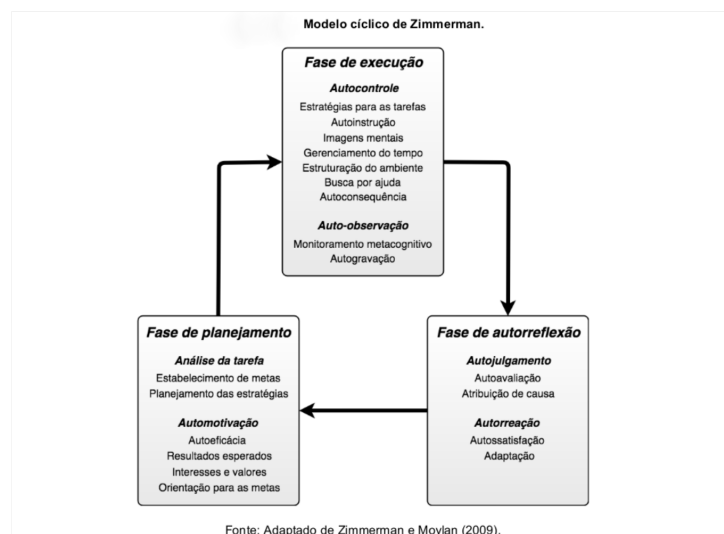 Modelo cíclico de Zimmerman.
Fase de execução
Autocontrole
Estratégias para as tarefas
Autoinstrução
Imagens mentais
Gerenciamento do tempo
Estruturação do ambiente
Busca por ajuda
Autoconsequência
Auto-observação
Monitoramento metacognitivo
Autogravação
Fase de planejamento
Análise da tarefa
Estabelecimento de metas
Planejamento das estratégias
Automotivação
Autoeficácia
Resultados esperados
Interesses e valores
Orientação para as metas
Fase de autorreflexão
Autojulgamento
Autoavaliação
Atribuição de causa
Autorreação
Autossatisfação
Adaptação
Fonte: Adaptado de Zimmerman e Moylan (2009).